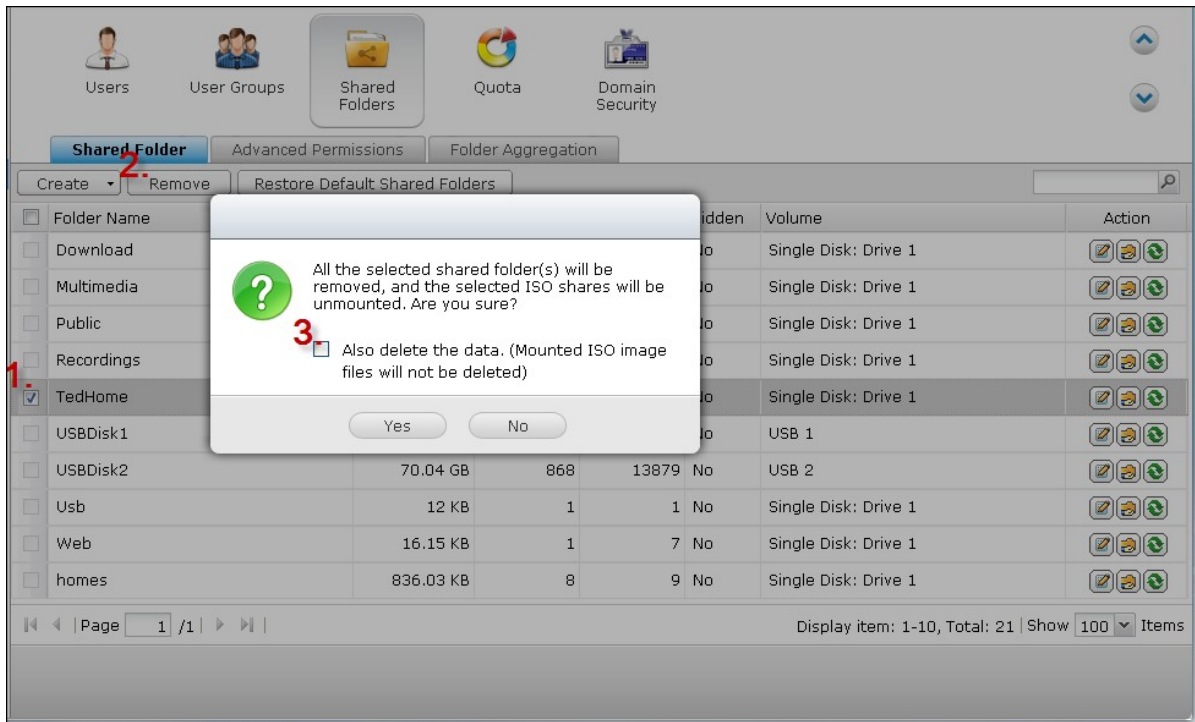 Users
User Groups
Shared
Folders
Quota
Domain
Security
Shared Folder
Advanced Permissions
Folder Aggregation
2.
Create
Remove
Restore Default Shared Folders
Folder Name
idden
Volume
Action
Download
No
Single Disk: Drive 1
Multimedia
No
Single Disk: Drive 1
Public
No
Single Disk: Drive 1
Recordings
No
Single Disk: Drive 1
1.
TedHome
No
Single Disk: Drive 1
USBDisk1
No
USB 1
All the selected shared folder(s) will be
removed, and the selected ISO shares will be
unmounted. Are you sure?
3.
Also delete the data. (Mounted ISO image
files will not be deleted)
Yes
No
USBDisk2 70.04 GB 868 13879 No USB 2
Usb 12 KB 1 1 No Single Disk: Drive 1
Web 16.15 KB 1 7 No Single Disk: Drive 1
homes 836.03 KB 8 9 No Single Disk: Drive 1
Page 1 /1
Display item: 1-10, Total: 21 Show 100 Items